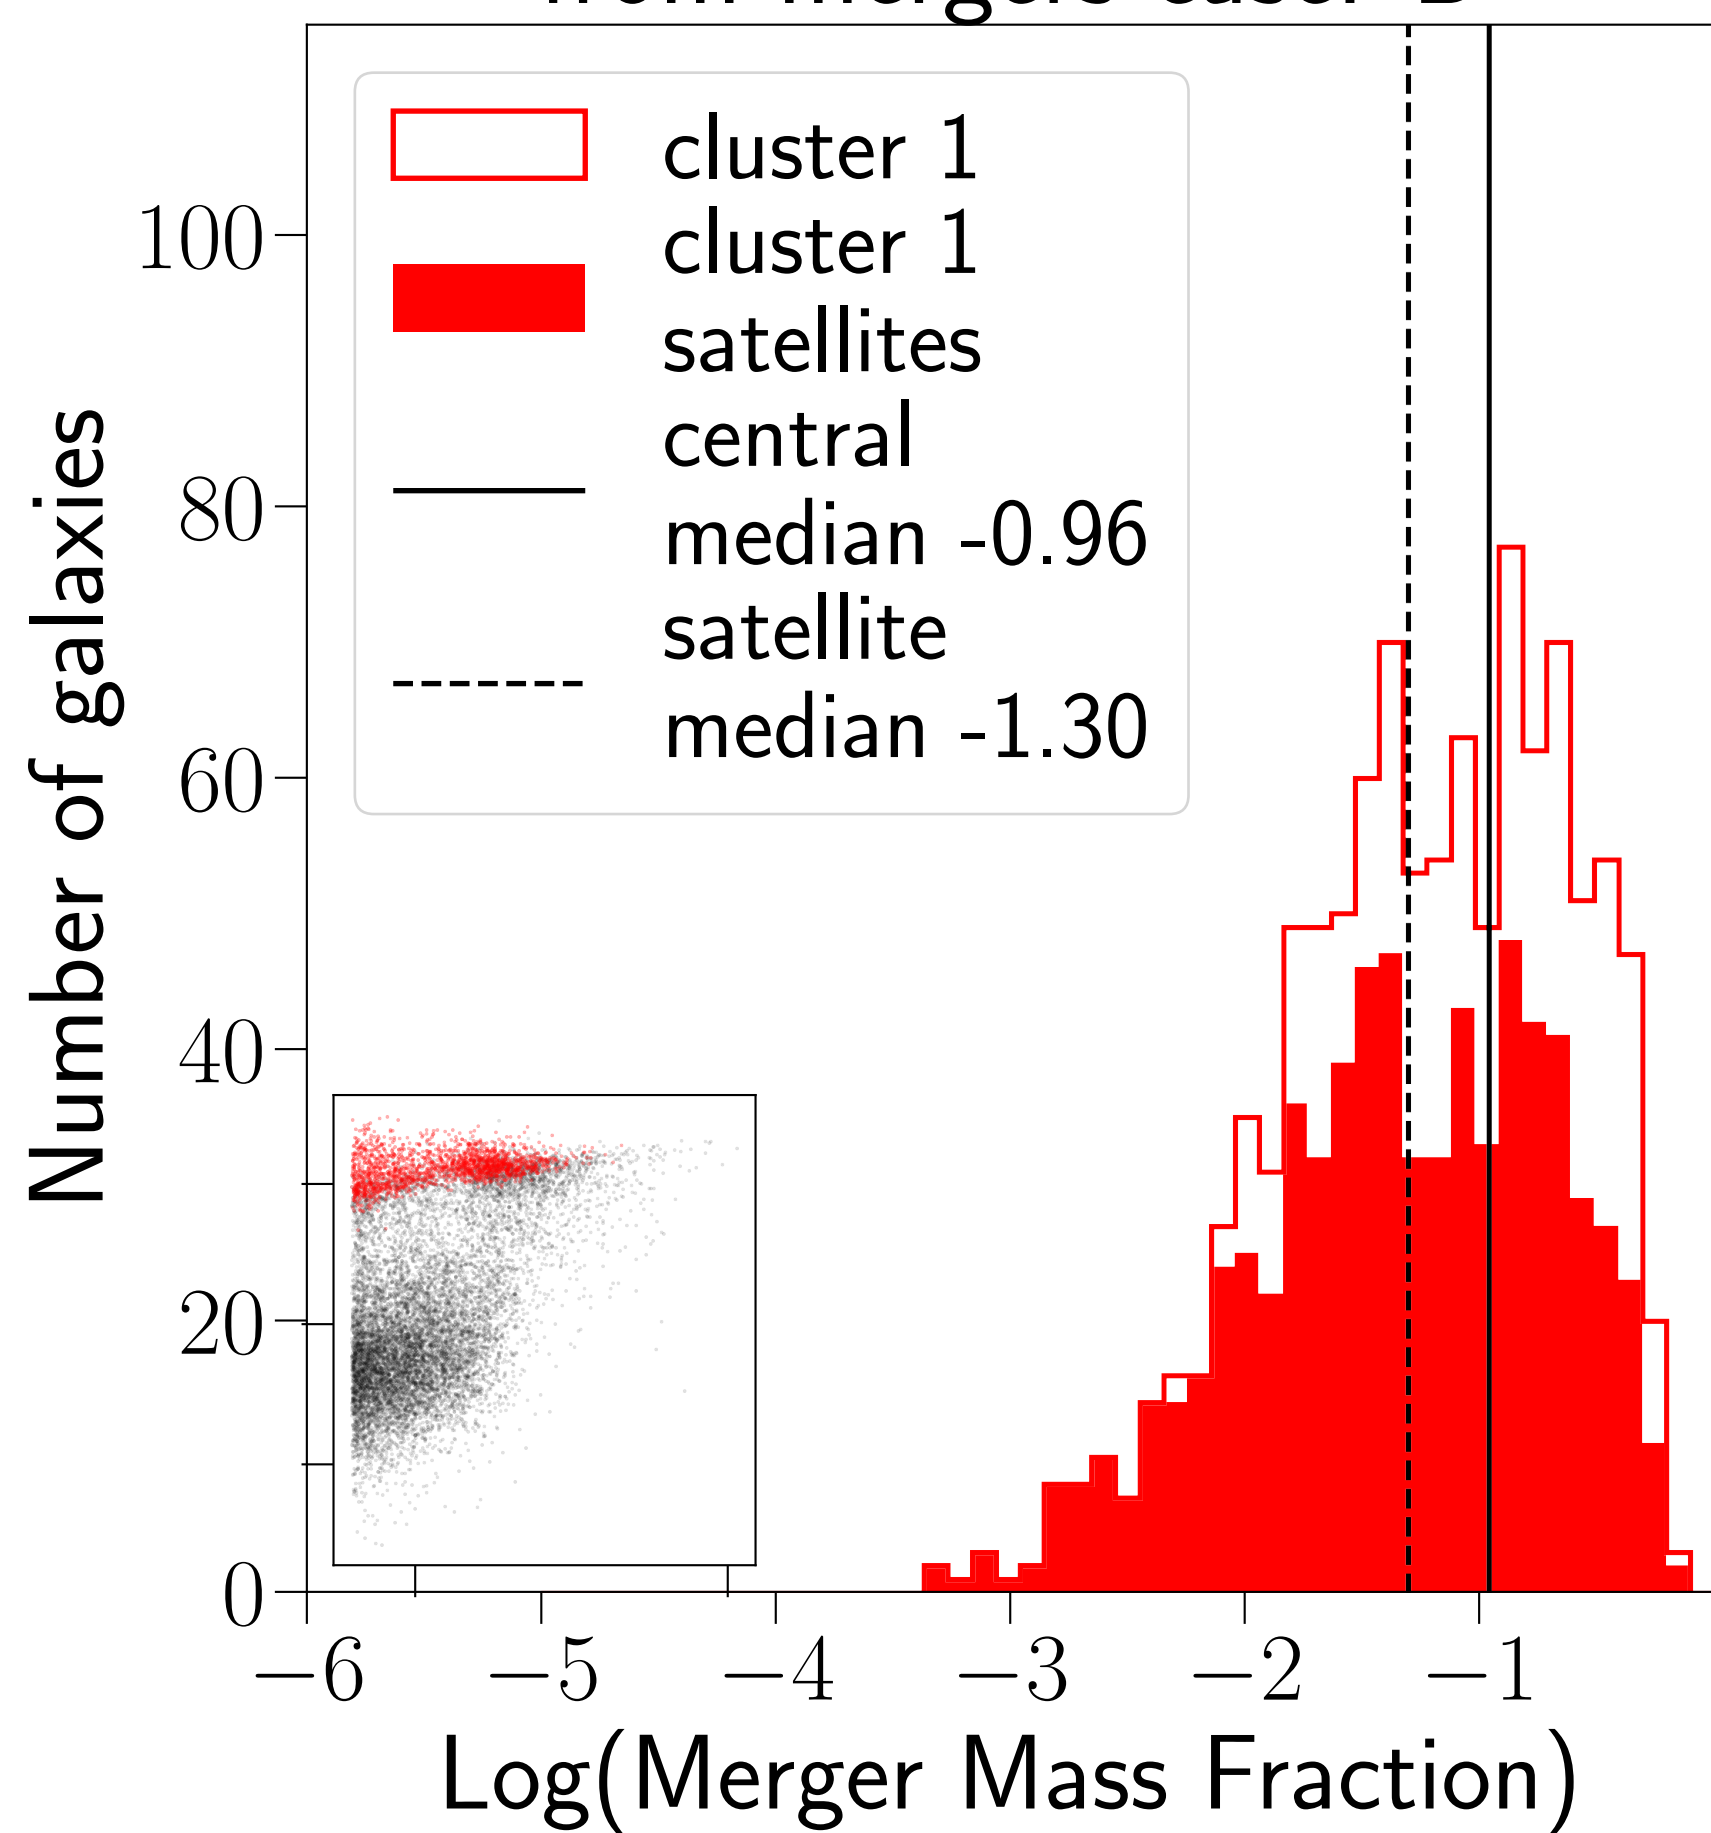 cluster 1
cluster 1
satellites
central
median -0.96
satellite
median -1.30
Number of galaxies
100
80
60
40
20
0
−6 −5 −4 −3 −2 −1
Log(Merger Mass Fraction)